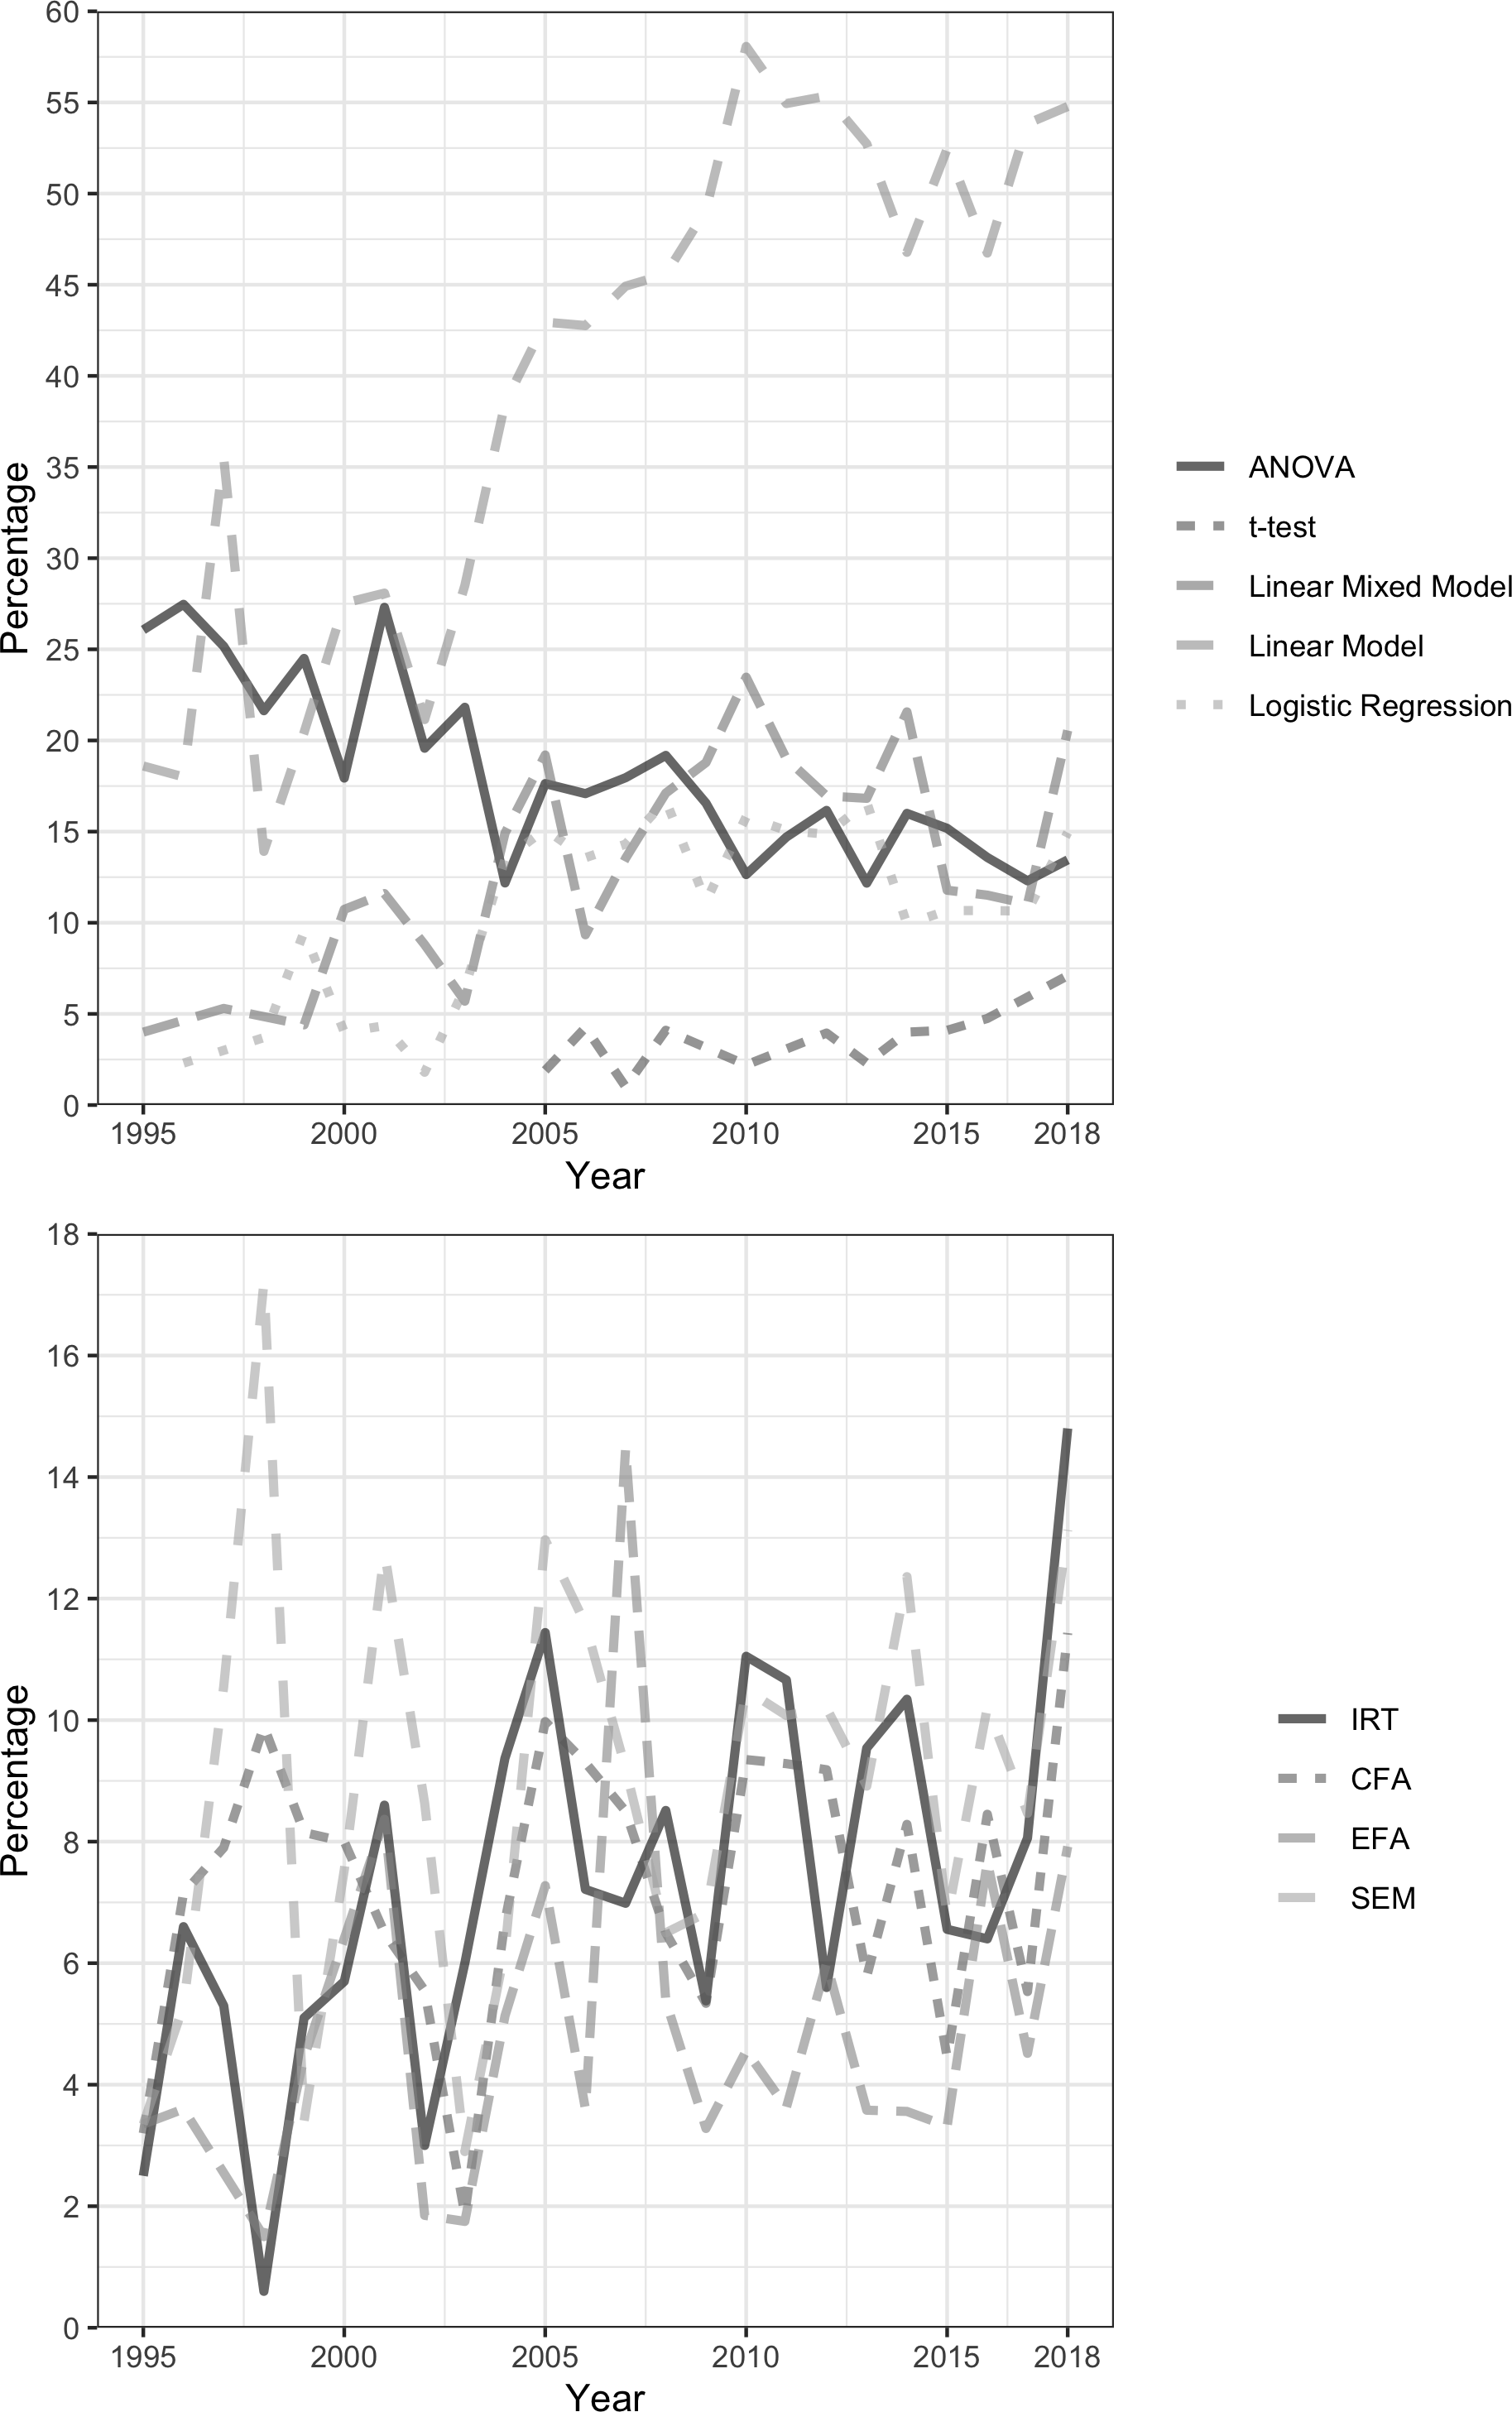 60
55
50
45
40
35
30
25
20
15
10
5
0
Percentage
1995 2000 2005 2010 2015 2018
Year
ANOVA
t-test
Linear Mixed Model
Linear Model
Logistic Regression
18
16
14
12
10
8
6
4
2
0
Percentage
1995 2000 2005 2010 2015 2018
Year
IRT
CFA
EFA
SEM